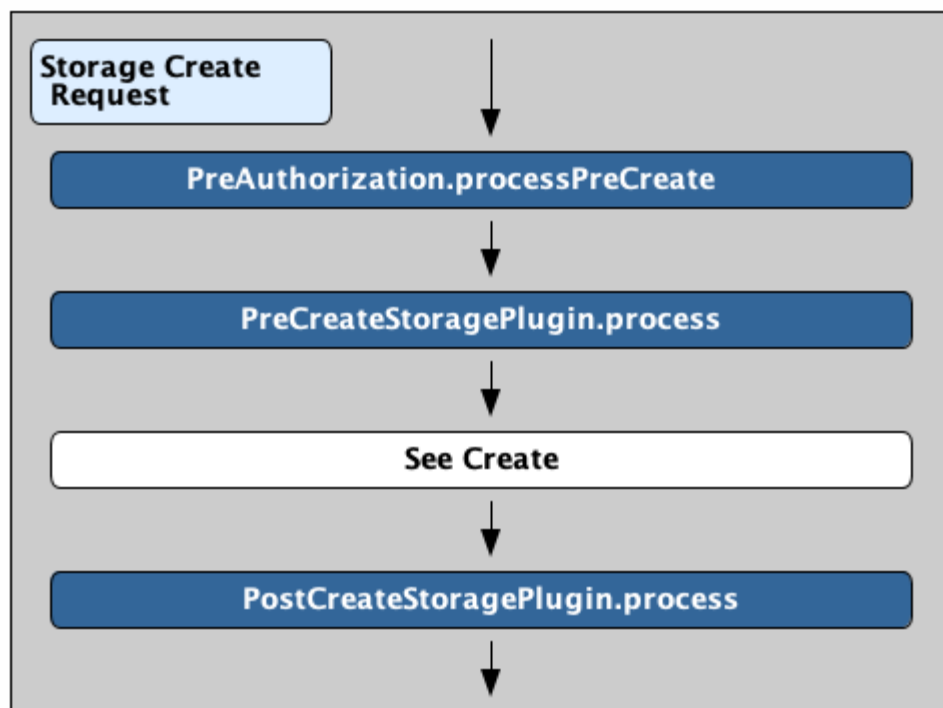 Storage Create
Request
PreAuthorization.processPreCreate
PreCreateStoragePlugin.process
See Create
PostCreateStoragePlugin.process